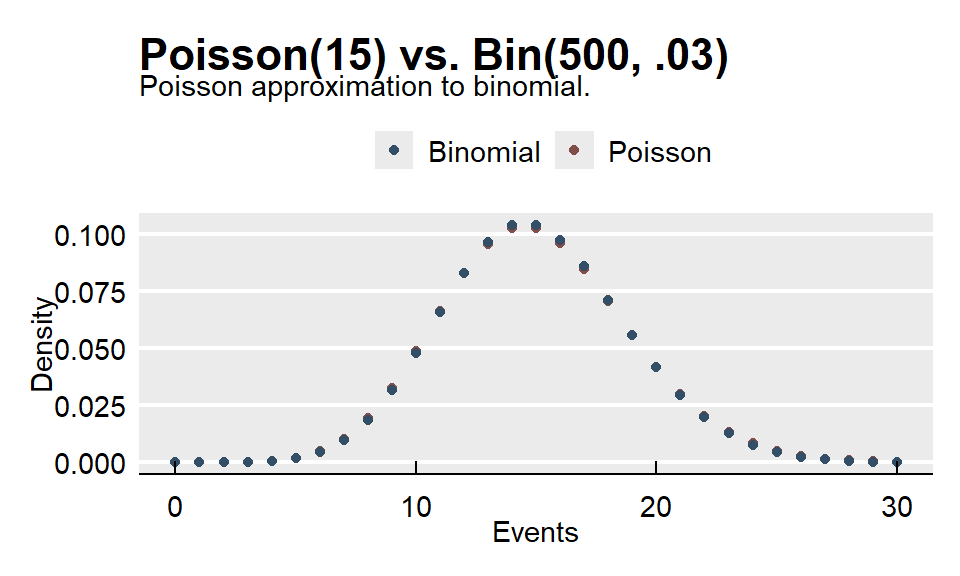 Poisson(15) vs. Bin(500, .03)
Poisson approximation to binomial.
Binomial Poisson
0.100
0.075
0.050
0.025
0.000
Density
0 10 20 30
Events